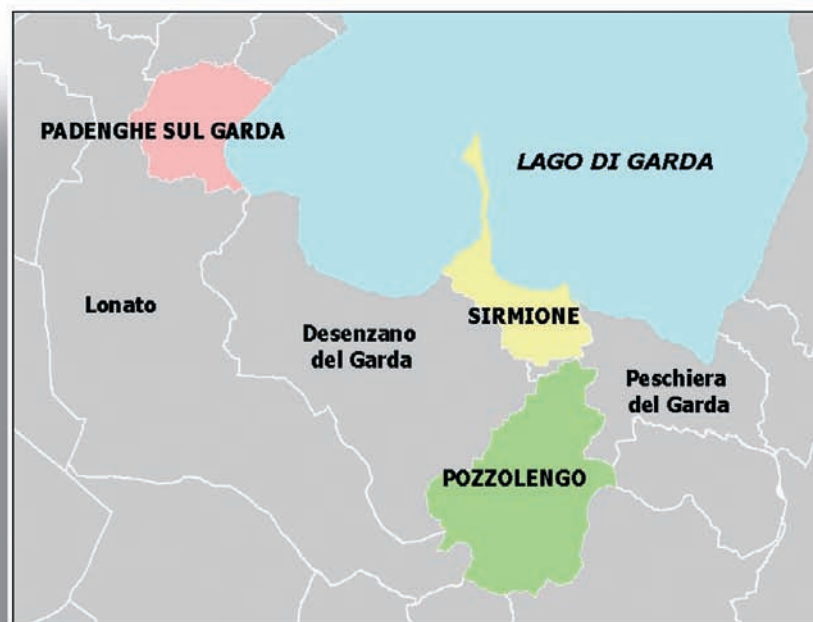 PADENGHE SUL GARDA
LAGO DI GARDA
Lonato
SIRMIONE
Desenzano
del Garda
Peschiera
del Garda
POZZOLENGO